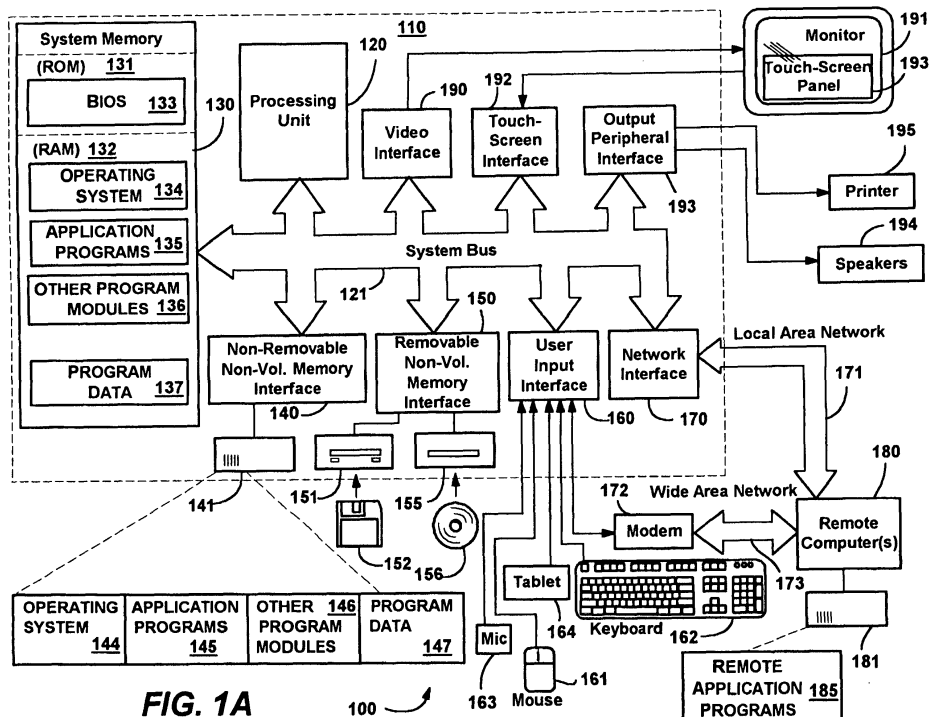 System Memory
(ROM) 131
BIOS 133
130
(RAM) 132
OPERATING
SYSTEM 134
APPLICATION
PROGRAMS 135
OTHER PROGRAM
MODULES 136
PROGRAM
DATA 137
110
120
Processing
Unit
190
Video
Interface
192
Touch-
Screen
Interface
Output
Peripheral
Interface
193
Monitor
191
Touch-Screen
Panel
193
195
Printer
194
Speakers
System Bus
121
Non-Removable
Non-Vol. Memory
Interface
140
150
Removable
Non-Vol.
Memory
Interface
User
Input
Interface
160
Network
Interface
170
Local Area Network
171
141
151
152
155
156
172
Modem
Wide Area Network
173
180
Remote
Computer(s)
181
REMOTE
APPLICATION
PROGRAMS 185
Tablet
164
Keyboard 162
Mic
163
161
Mouse
OPERATING
SYSTEM 144
APPLICATION
PROGRAMS 145
OTHER 146
PROGRAM
MODULES
PROGRAM
DATA 147
FIG. 1A
100